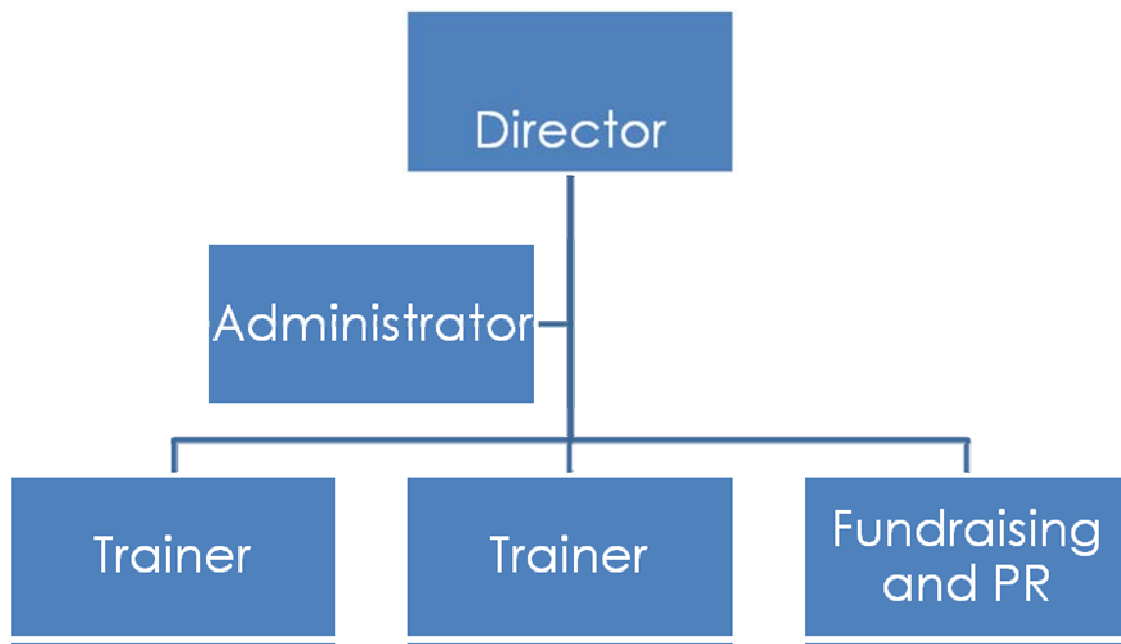 Director
Administrator
Trainer
Trainer
Fundraising
and PR